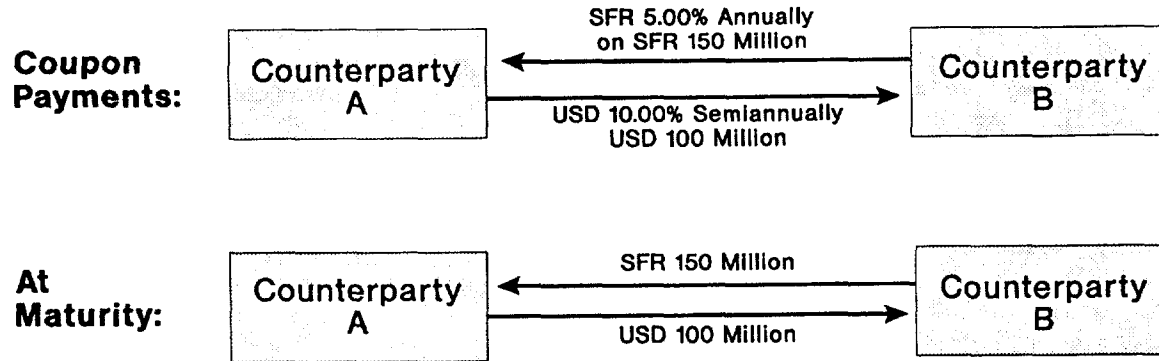 Coupon
Payments:
Counterparty
A
SFR 5.00% Annually
on SFR 150 Million
USD 10.00% Semiannually
USD 100 Million
Counterparty
B
At
Maturity:
Counterparty
A
SFR 150 Million
USD 100 Million
Counterparty
B